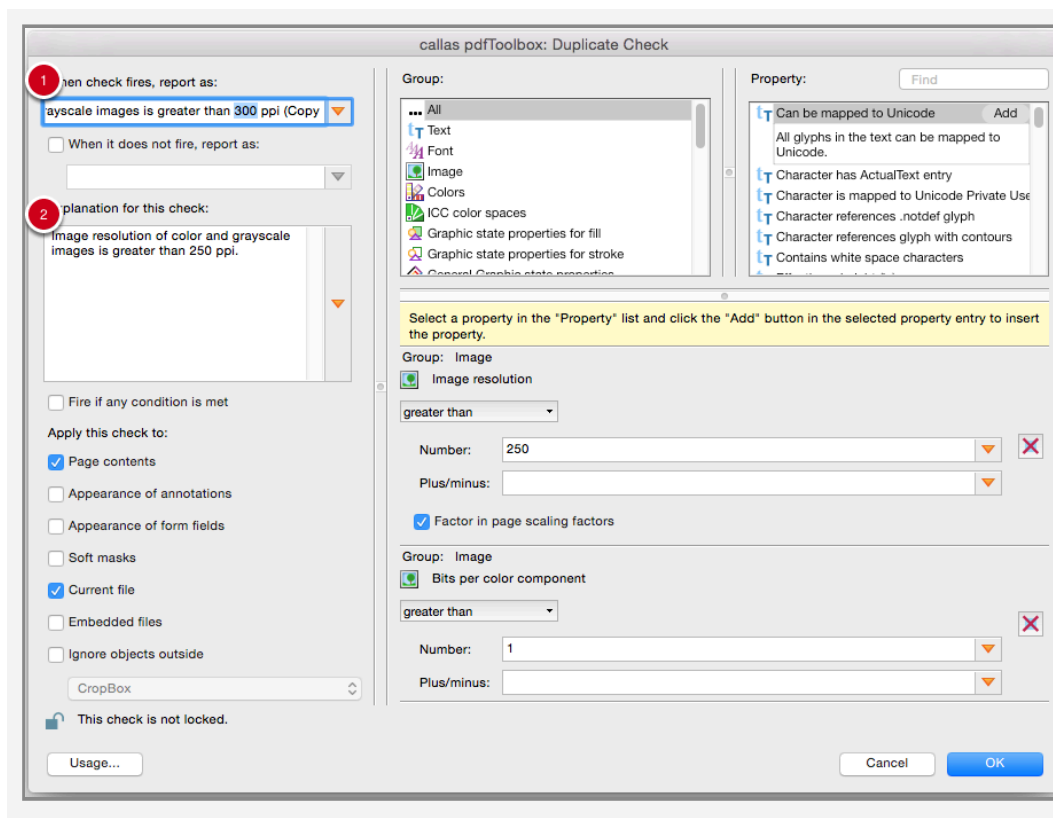 callas pdfToolbox: Duplicate Check
1
hen check fires, report as:
rayscale images is greater than 300 ppi (Copy
When it does not fire, report as:
2
planation for this check:
Image resolution of color and grayscale
images is greater than 250 ppi.
Fire if any condition is met
Apply this check to:
Page contents
Appearance of annotations
Appearance of form fields
Soft masks
Current file
Embedded files
Ignore objects outside
CropBox
This check is not locked.
Usage...
Group:
All
Text
Font
Image
Colors
ICC color spaces
Graphic state properties for fill
Graphic state properties for stroke
General Graphic state properties
Property:
Find
Can be mapped to Unicode
Add
All glyphs in the text can be mapped to
Unicode.
Character has ActualText entry
Character is mapped to Unicode Private Use
Character references .notdef glyph
Character references glyph with contours
Contains white space characters
Select a property in the "Property" list and click the "Add" button in the selected property entry to insert
the property.
Group: Image
Image resolution
greater than
Number: 250
Plus/minus:
Factor in page scaling factors
Group: Image
Bits per color component
greater than
Number: 1
Plus/minus:
Cancel
OK